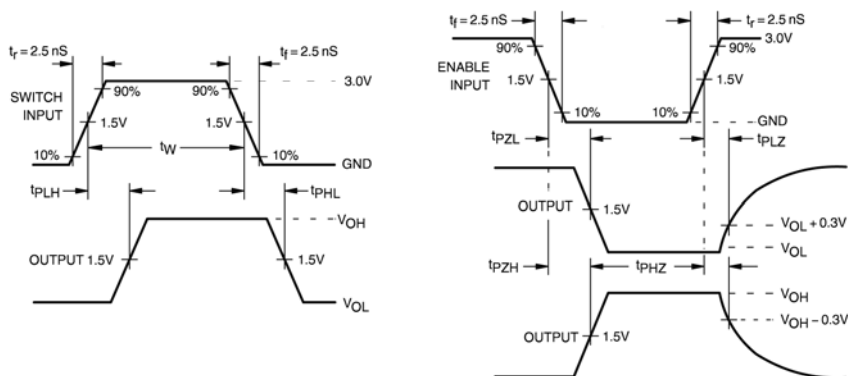 tr = 2.5 nS
tf = 2.5 nS
SWITCH
INPUT
90%
90%
3.0V
1.5V
1.5V
10%
10%
tW
GND
tPLH
tPHL
VOH
OUTPUT 1.5V
1.5V
VOL
tf = 2.5 nS
tr = 2.5 nS
3.0V
90%
90%
ENABLE
INPUT
1.5V
1.5V
10%
10%
GND
tPZL
tPLZ
OUTPUT
1.5V
VOL + 0.3V
VOL
tPZH
tPHZ
VOH
VOH – 0.3V
OUTPUT
1.5V